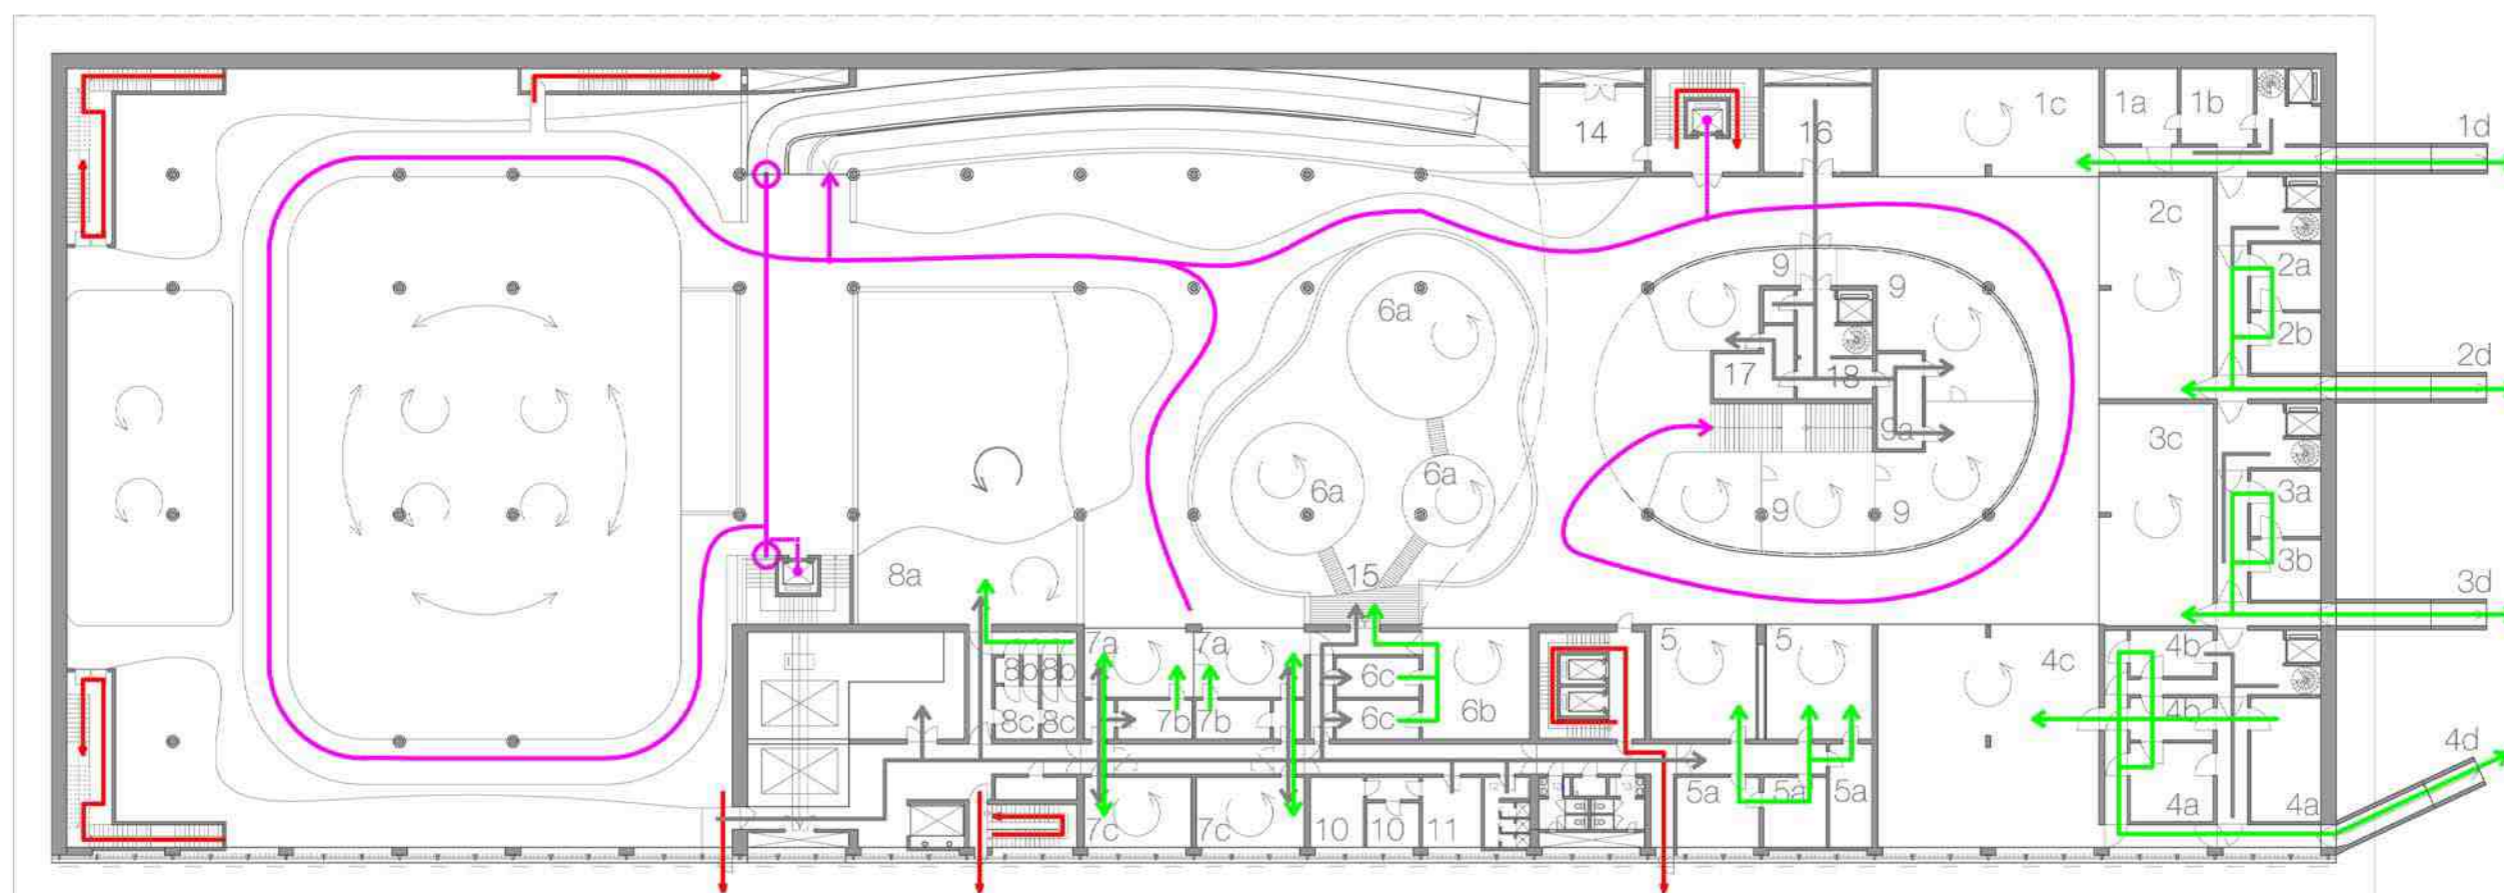 1c 1a 1b
14 16
1d
2c
9 9
2a
6a
2b
2d
17 18
9a
3c
6a
6a
3a
9 9
3b
3d
8a
15
7a 7a
5 5
8b 8b
6c
4c
4b
8c 8c
7b 7b
6c
6b
4b
4d
5a 5a 5a
4a 4a
7c 7c
10 10 11